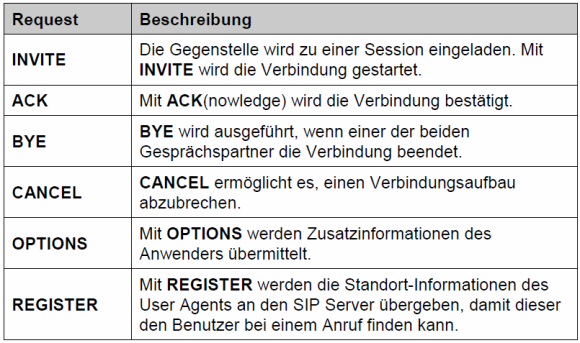 Request Beschreibung
INVITE
Die Gegenstelle wird zu einer Session eingeladen. Mit
INVITE wird die Verbindung gestartet.
ACK
Mit ACK(nowledge) wird die Verbindung bestätigt.
BYE
BYE wird ausgeführt, wenn einer der beiden
Gesprächspartner die Verbindung beendet.
CANCEL
CANCEL ermöglicht es, einen Verbindungsaufbau
abzubrechen.
OPTIONS
Mit OPTIONS werden Zusatzinformationen des
Anwenders übermittelt.
REGISTER
Mit REGISTER werden die Standort-Informationen des
User Agents an den SIP Server übergeben, damit dieser
den Benutzer bei einem Anruf finden kann.